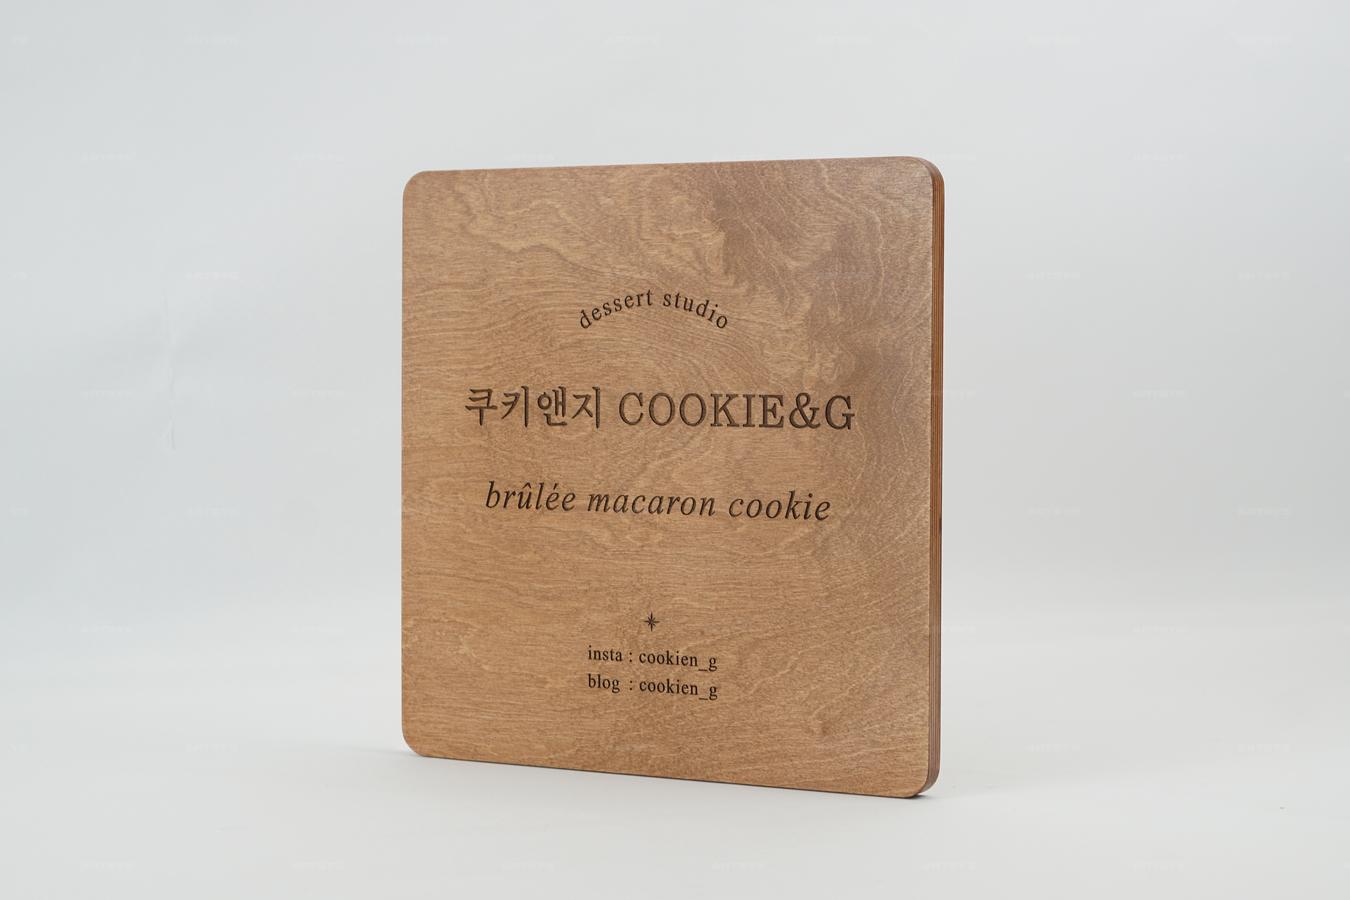 dessert studio
쿠키앤지 COOKIE&G
brûlée macaron cookie
insta : cookien_g
blog : cookien_g